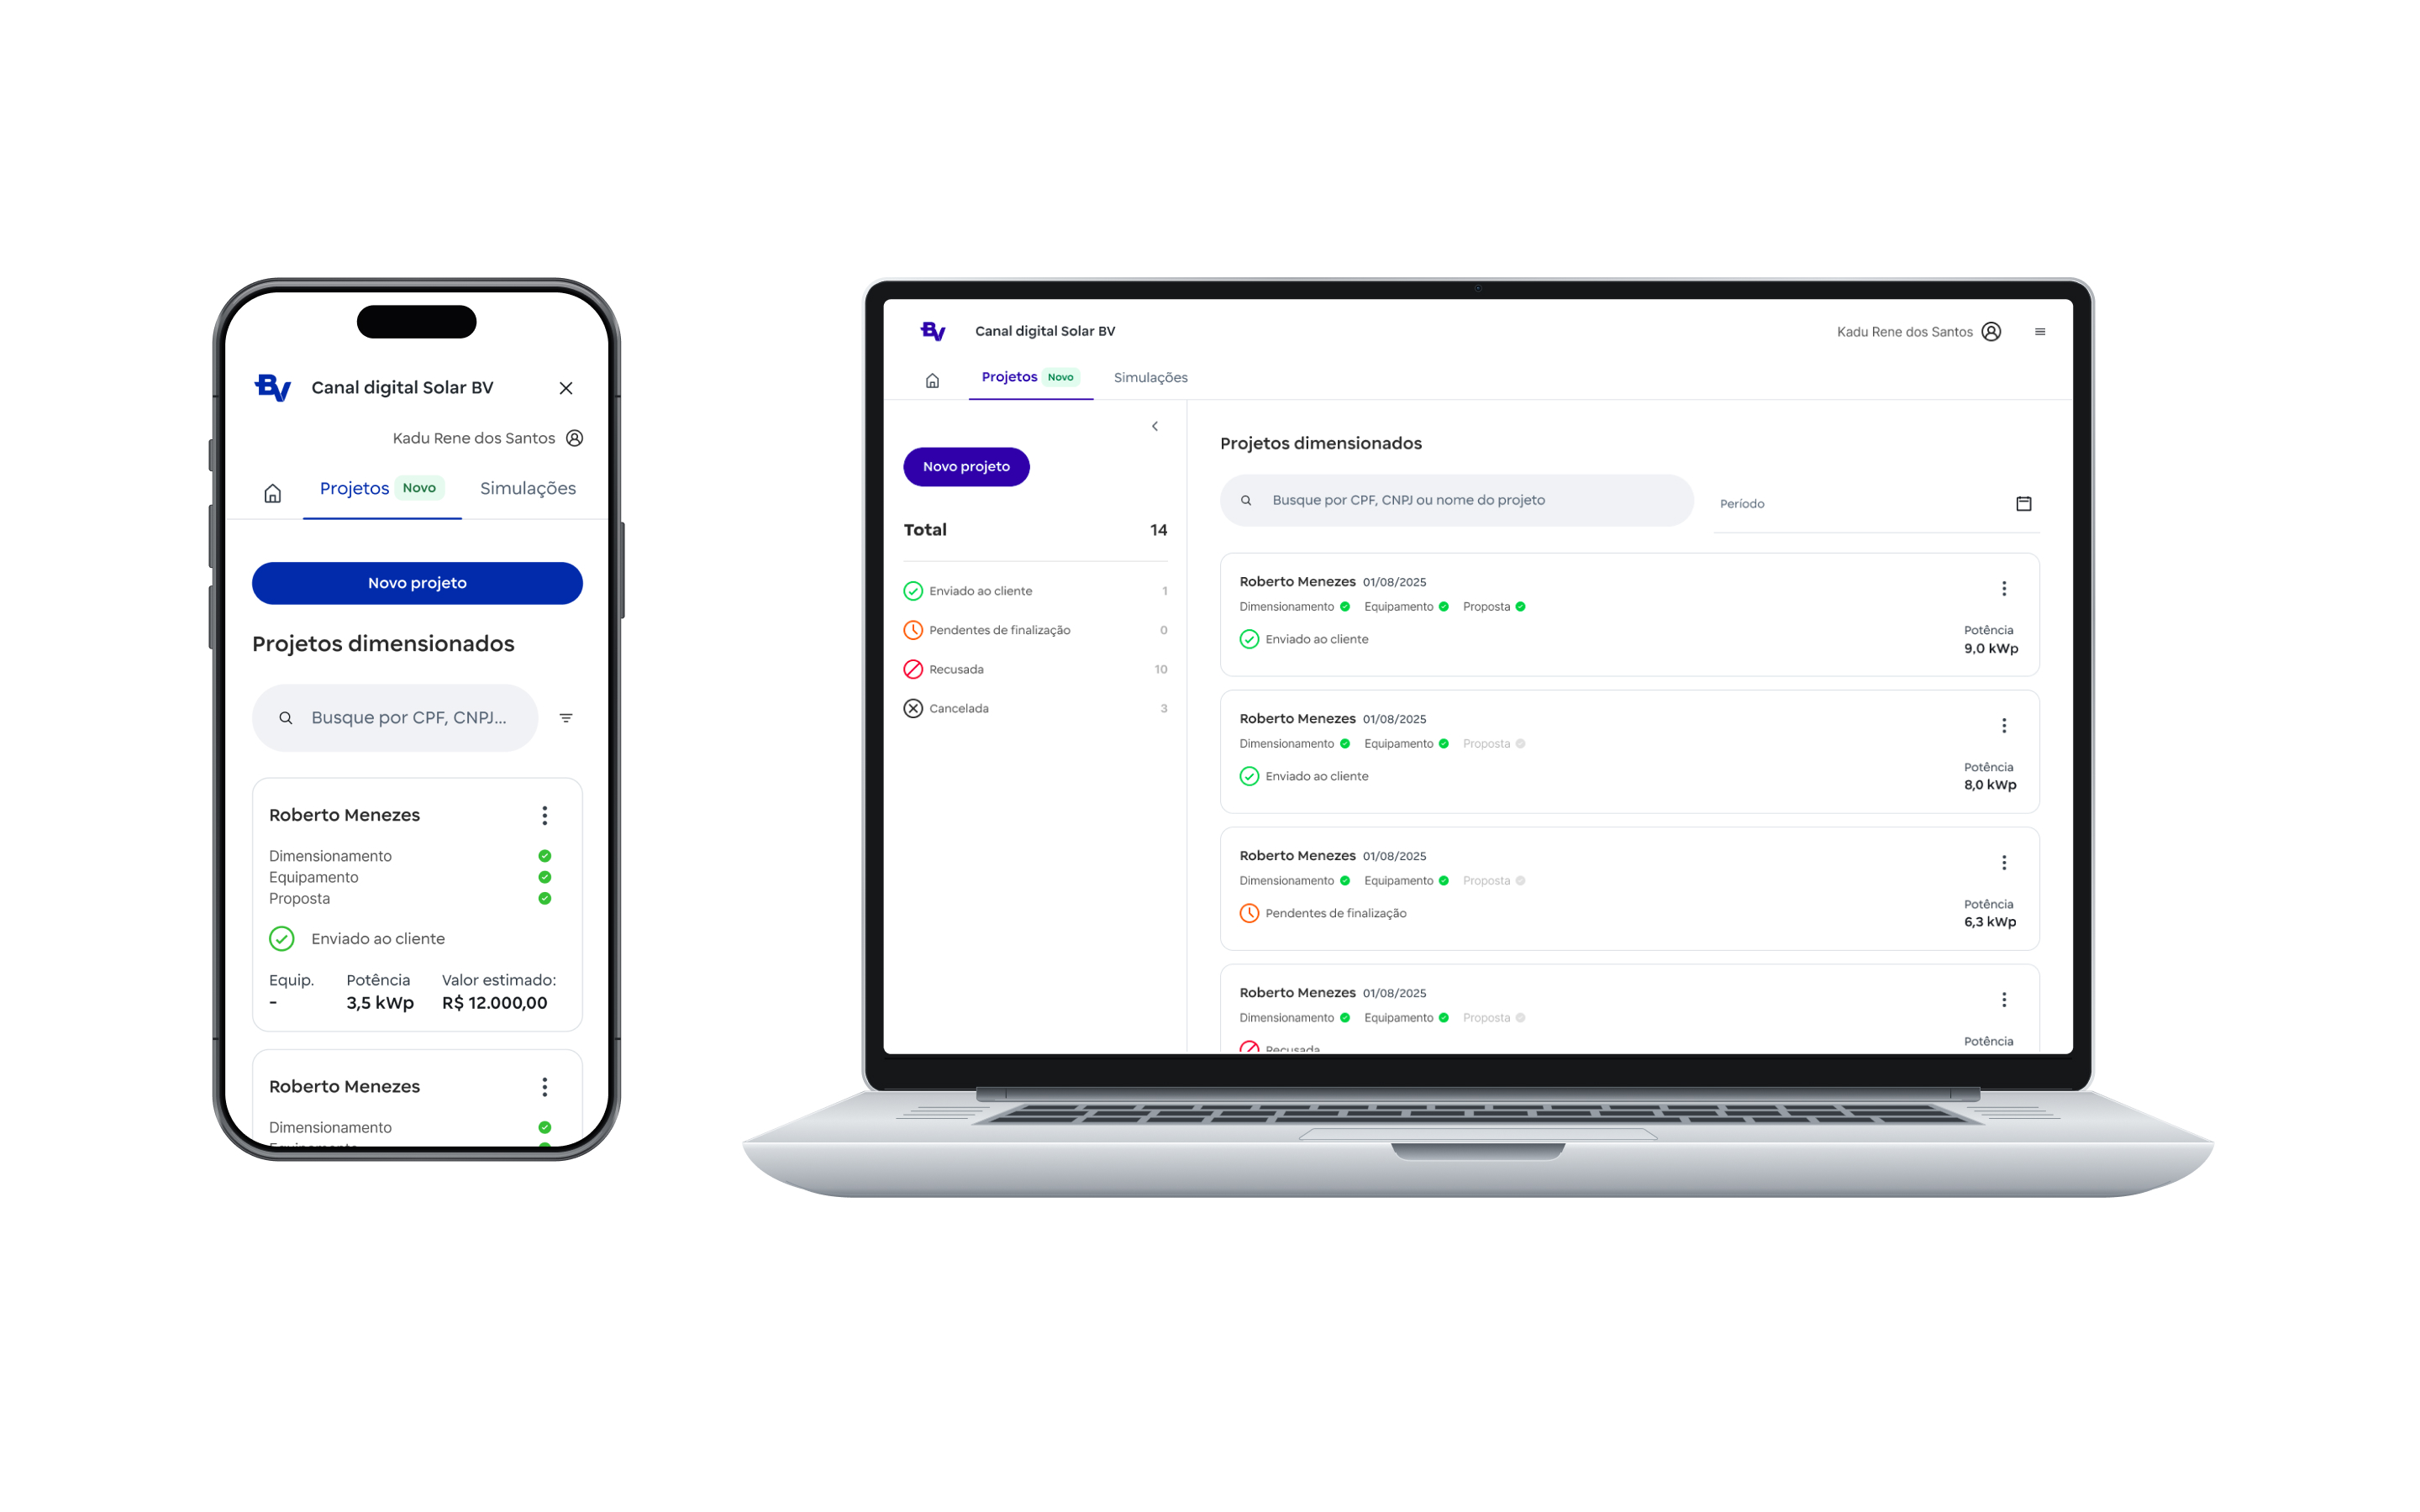 BV Canal digital Solar BV
Kadu Rene dos Santos
Projetos Novo Simulações
Novo projeto
Projetos dimensionados
Busque por CPF, CNPJ...
Roberto Menezes
Dimensionamento
Equipamento
Proposta
Enviado ao cliente
Equip. Potência Valor estimado:
- 3,5 kWp R$ 12.000,00
Roberto Menezes
Dimensionamento
Equipamento
BV Canal digital Solar BV Kadu Rene dos Santos
Projetos Novo Simulações
Novo projeto
Total 14
Enviado ao cliente 1
Pendentes de finalização 0
Recusada 10
Cancelada 3
Projetos dimensionados
Busque por CPF, CNPJ ou nome do projeto Período
Roberto Menezes 01/08/2025
Dimensionamento Equipamento Proposta
Enviado ao cliente
Potência
9,0 kWp
Roberto Menezes 01/08/2025
Dimensionamento Equipamento Proposta
Enviado ao cliente
Potência
8,0 kWp
Roberto Menezes 01/08/2025
Dimensionamento Equipamento Proposta
Pendentes de finalização
Potência
6,3 kWp
Roberto Menezes 01/08/2025
Dimensionamento Equipamento Proposta
Recusada
Potência